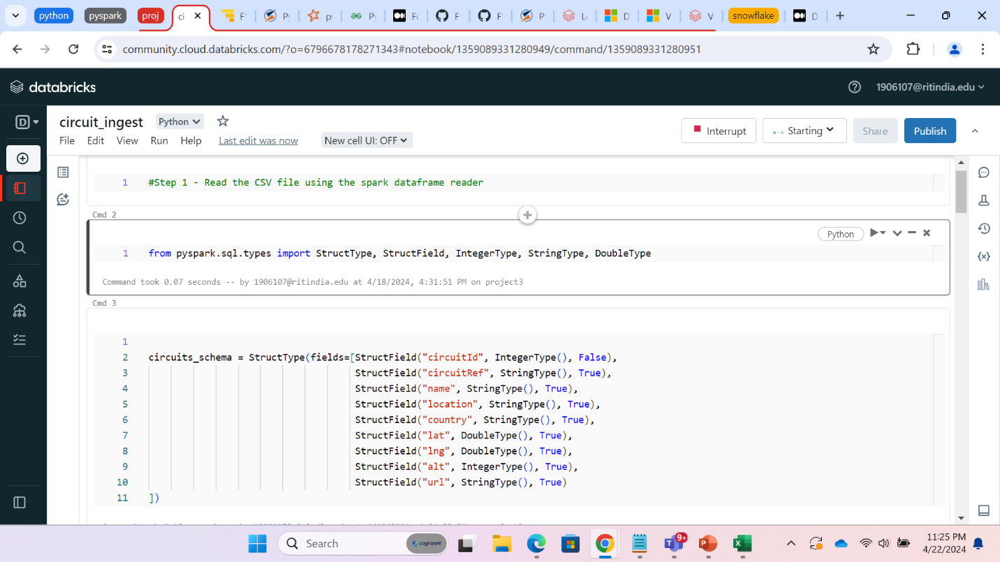 python
pyspark
proj
ci
F
Py
py
Py
Fo
F
F
P
Lo
D
V
V
snowflake
D
community.cloud.databricks.com/?o=6796678178271343#notebook/1359089331280949/command/1359089331280951
databricks
1906107@ritindia.edu
D
circuit_ingest
Python
Interrupt
Starting
Share
Publish
File Edit View Run Help Last edit was now New cell UI: OFF
1 #Step 1 - Read the CSV file using the spark dataframe reader
Cmd 2
Python
1 from pyspark.sql.types import StructType, StructField, IntegerType, StringType, DoubleType
Command took 0.07 seconds -- by 1906107@ritindia.edu at 4/18/2024, 4:31:51 PM on project3
Cmd 3
1
2 circuits_schema = StructType(fields=[StructField("circuitId", IntegerType(), False),
3 StructField("circuitRef", StringType(), True),
4 StructField("name", StringType(), True),
5 StructField("location", StringType(), True),
6 StructField("country", StringType(), True),
7 StructField("lat", DoubleType(), True),
8 StructField("lng", DoubleType(), True),
9 StructField("alt", IntegerType(), True),
10 StructField("url", StringType(), True)
11 ])
Search
cognizant
9+
11:25 PM
4/22/2024